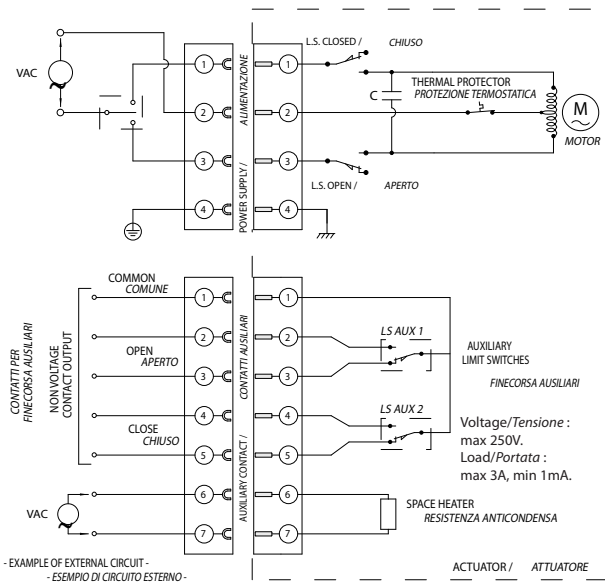 L.S. CLOSED / CHIUSO
VAC
1
1
THERMAL PROTECTOR
PROTEZIONE TERMOSTATICA
C
M
MOTOR
2
2
3
3
L.S. OPEN / APERTO
4
4
POWER SUPPLY / ALIMENTAZIONE
COMMON
COMUNE
1
1
OPEN
APERTO
2
2
3
3
LS AUX 1
AUXILIARY
LIMIT SWITCHES
FINECORSA AUSILIARI
CLOSE
CHIUSO
4
4
5
5
LS AUX 2
Voltage/Tensione :
max 250V.
Load/Portata :
max 3A, min 1mA.
CONTATTI PER
FINECORSA AUSILIARI
NON VOLTAGE
CONTACT OUTPUT
AUXILIARY CONTACT / CONTATTI AUSILIARI
VAC
6
6
7
7
SPACE HEATER
RESISTENZA ANTICONDENSA
- EXAMPLE OF EXTERNAL CIRCUIT -
- ESEMPIO DI CIRCUITO ESTERNO -
ACTUATOR / ATTUATORE